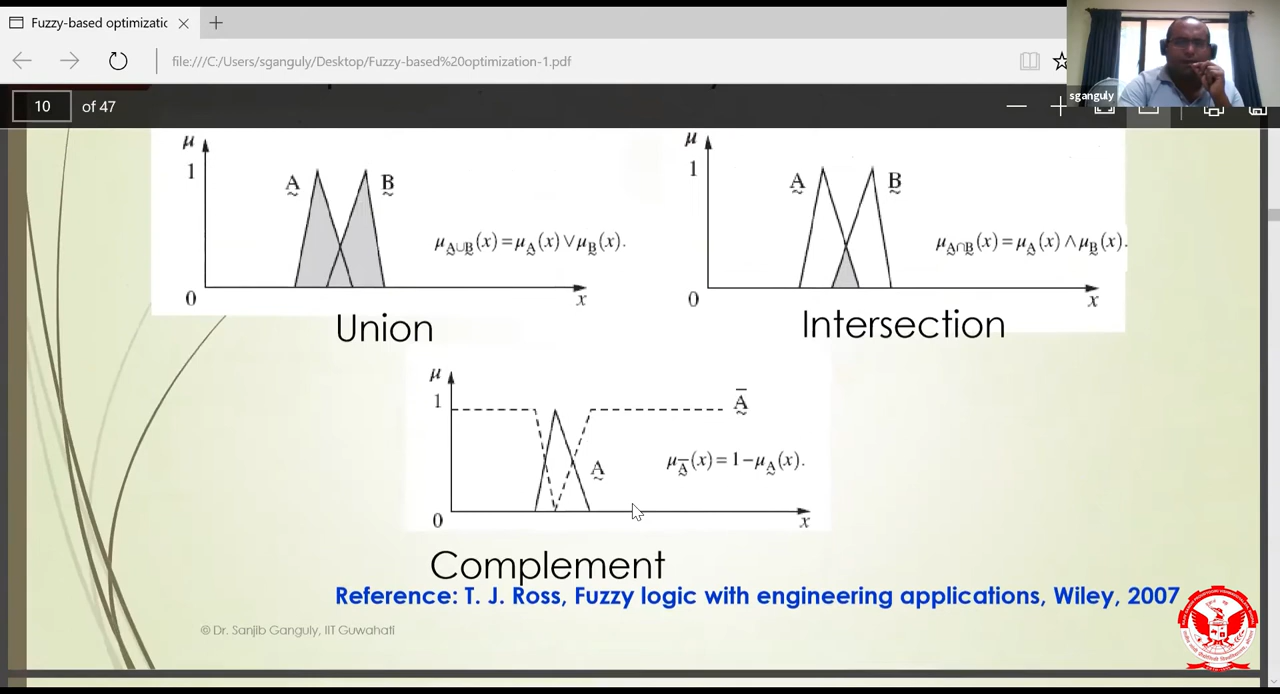 Fuzzy-based optimizatic
file:///C:/Users/sganguly/Desktop/Fuzzy-based%20optimization-1.pdf
sganguly
10 of 47
μ
1
A
B
μA∪B(x)=μA(x)∨μB(x).
0
x
Union
μ
1
A
B
μA∩B(x)=μA(x)∧μB(x).
0
x
Intersection
μ
1
Ā
A
μĀ(x)=1−μA(x).
0
x
Complement
Reference: T. J. Ross, Fuzzy logic with engineering applications, Wiley, 2007
© Dr. Sanjib Ganguly, IIT Guwahati